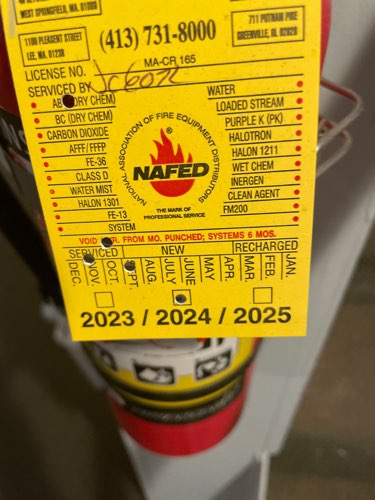 WEST SPRINGFIELD, MA. 01089
1100 PLEASANT STREET
LEE, MA. 01238
(413) 731-8000
711 PUTNAM PIKE
GREENVILLE, RI. 02828
MA-CR 165
LICENSE NO.
SERVICED BY
AB (DRY CHEM)
BC (DRY CHEM)
CARBON DIOXIDE
AFFF / FFFP
FE-36
CLASS D
WATER MIST
HALON 1301
FE-13
SYSTEM
NATIONAL ASSOCIATION OF FIRE EQUIPMENT DISTRIBUTORS
®
NAFED
THE MARK OF
PROFESSIONAL SERVICE
WATER
LOADED STREAM
PURPLE K (PK)
HALOTRON
HALON 1211
WET CHEM
INERGEN
CLEAN AGENT
FM200
VOID R. FROM MO. PUNCHED; SYSTEMS 6 MOS.
SERVICED NEW RECHARGED
DEC. NOV. OCT. PT. AUG. JULY JUNE MAY APR. MAR. FEB. JAN.
2023 / 2024 / 2025